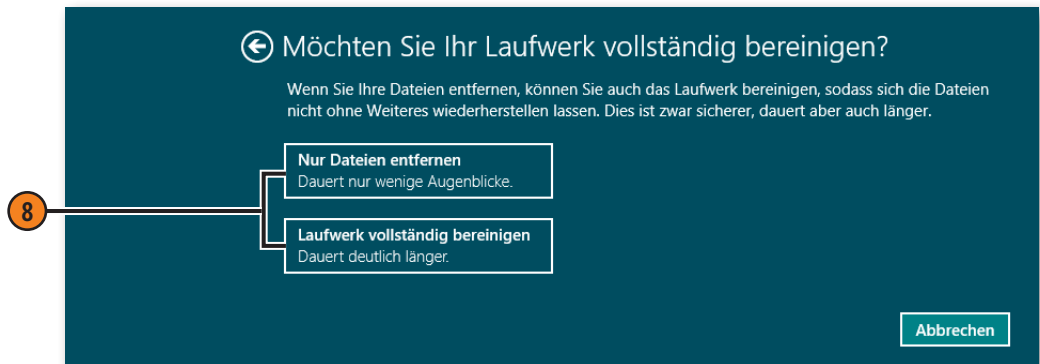 Möchten Sie Ihr Laufwerk vollständig bereinigen?
Wenn Sie Ihre Dateien entfernen, können Sie auch das Laufwerk bereinigen, sodass sich die Dateien
nicht ohne Weiteres wiederherstellen lassen. Dies ist zwar sicherer, dauert aber auch länger.
Nur Dateien entfernen
Dauert nur wenige Augenblicke.
8
Laufwerk vollständig bereinigen
Dauert deutlich länger.
Abbrechen